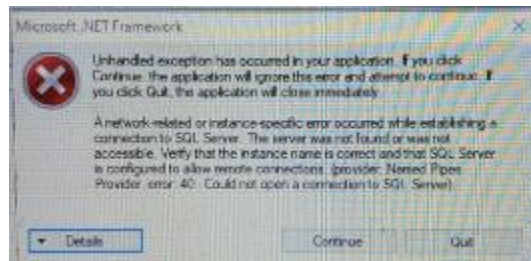 Microsoft .NET Framework
Unhandled exception has occurred in your application. If you click
Continue, the application will ignore this error and attempt to continue. If
you click Quit, the application will close immediately.
A network-related or instance-specific error occurred while establishing a
connection to SQL Server. The server was not found or was not
accessible. Verify that the instance name is correct and that SQL Server
is configured to allow remote connections. (provider: Named Pipes
Provider, error: 40 - Could not open a connection to SQL Server)
Details
Continue
Quit